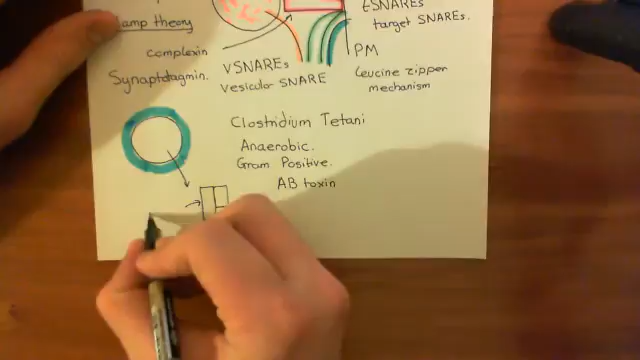 amp theory
complexin
Synaptotagmin.
VSNAREs
Vesicular SNARE
tSNAREs
target SNAREs.
PM
Leucine zipper
mechanism
Clostridium Tetani
Anaerobic.
Gram Positive.
AB toxin